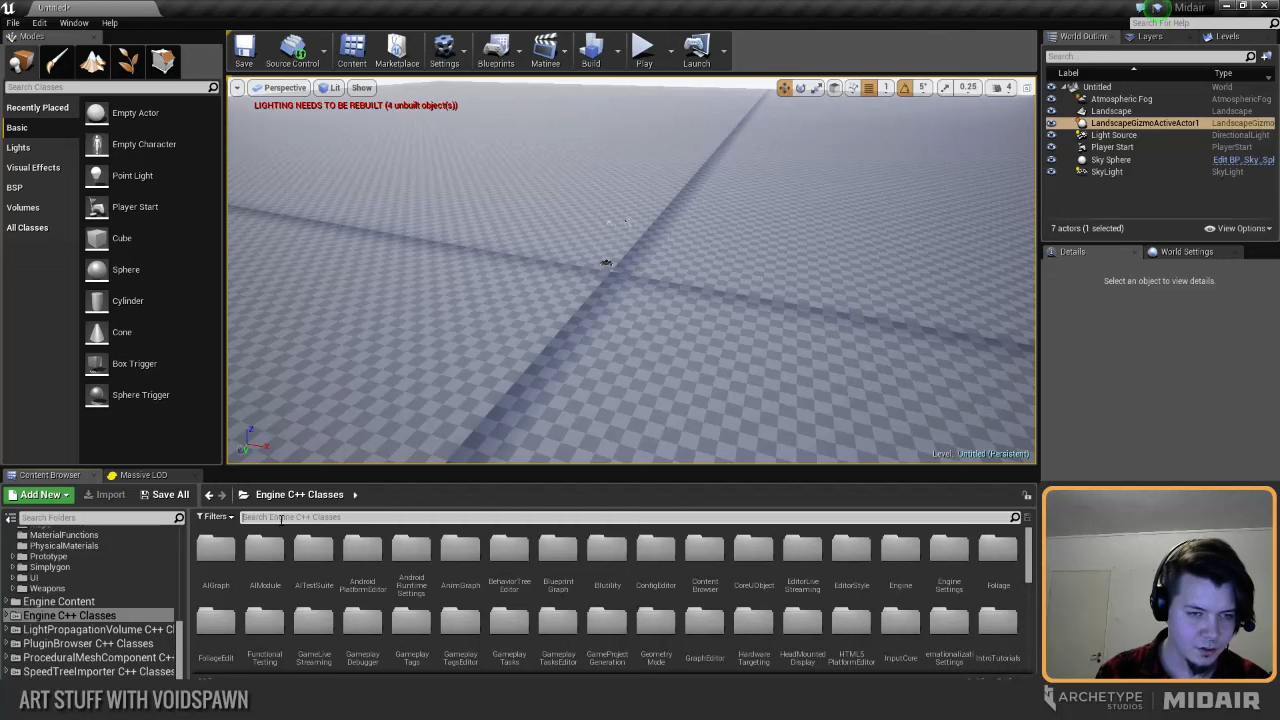 Untitled*
Midair
File Edit Window Help
Search For Help
Modes
Search Classes
Recently Placed
Basic
Lights
Visual Effects
BSP
Volumes
All Classes
Empty Actor
Empty Character
Point Light
Player Start
Cube
Sphere
Cylinder
Cone
Box Trigger
Sphere Trigger
Save
Source Control
Content
Marketplace
Settings
Blueprints
Matinee
Build
Play
Launch
Perspective
Lit
Show
1
5°
0.25
4
LIGHTING NEEDS TO BE REBUILT (4 unbuilt object(s))
Z
X
Level: Untitled (Persistent)
World Outlin
Layers
Levels
Search...
Label Type
Untitled World
Atmospheric Fog AtmosphericFog
Landscape Landscape
LandscapeGizmoActiveActor1 LandscapeGizmo
Light Source DirectionalLight
Player Start PlayerStart
Sky Sphere Edit BP_Sky_Spl
SkyLight SkyLight
7 actors (1 selected)
View Options
Details
World Settings
Select an object to view details.
Content Browser
Massive LOD
Add New
Import
Save All
Engine C++ Classes
Search Folders
Filters
Search Engine C++ Classes
MaterialFunctions
PhysicalMaterials
Prototype
Simplygon
UI
Weapons
Engine Content
Engine C++ Classes
LightPropagationVolume C++ Cl
PluginBrowser C++ Classes
ProceduralMeshComponent C++
SpeedTreeImporter C++ Classes
AIGraph
AIModule
AITestSuite
Android PlatformEditor
Android Runtime Settings
AnimGraph
BehaviorTree Editor
Blueprint Graph
Blutility
ConfigEditor
Content Browser
CoreUObject
EditorLive Streaming
EditorStyle
Engine
Engine Settings
Foliage
FoliageEdit
Functional Testing
GameLive Streaming
Gameplay Debugger
Gameplay Tags
Gameplay TagsEditor
Gameplay Tasks
Gameplay TasksEditor
GameProject Generation
Geometry Mode
GraphEditor
Hardware Targeting
HeadMounted Display
HTML5 PlatformEditor
InputCore
ernationalizati Settings
IntroTutorials
ART STUFF WITH VOIDSPAWN
ARCHETYPE STUDIOS
MIDAIR